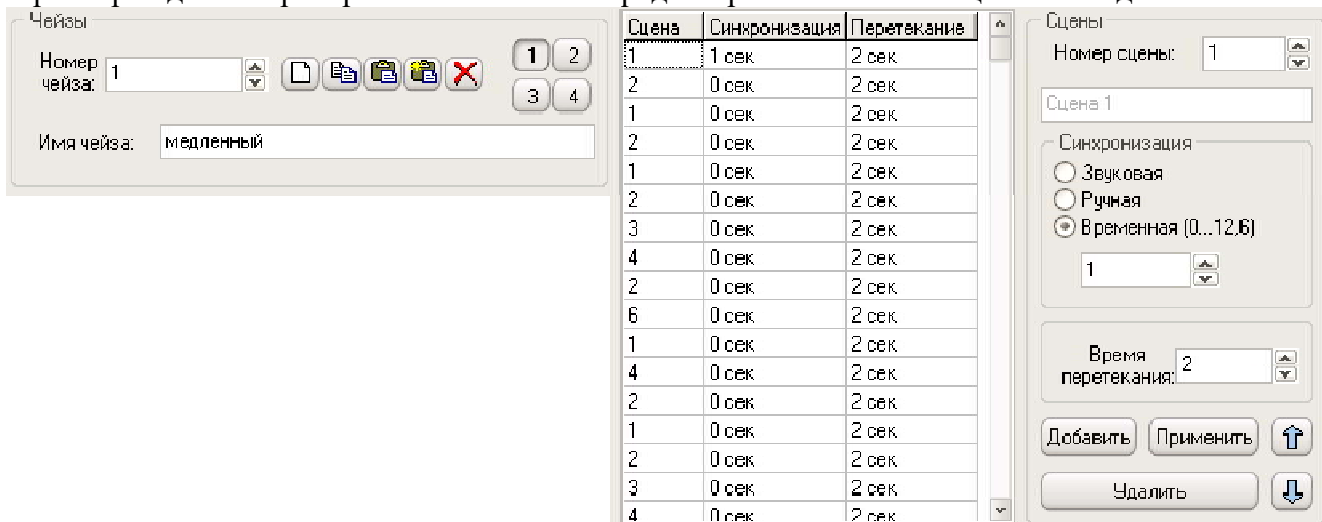 Чейзы
Номер чейза: 1
1 2
3 4
Имя чейза: медленный
Сцена Синхронизация Перетекание
1 1 сек 2 сек
2 0 сек 2 сек
1 0 сек 2 сек
2 0 сек 2 сек
1 0 сек 2 сек
2 0 сек 2 сек
3 0 сек 2 сек
4 0 сек 2 сек
2 0 сек 2 сек
6 0 сек 2 сек
1 0 сек 2 сек
4 0 сек 2 сек
2 0 сек 2 сек
1 0 сек 2 сек
2 0 сек 2 сек
3 0 сек 2 сек
4 0 сек 2 сек
Сцены
Номер сцены: 1
Сцена 1
Синхронизация
Звуковая
Ручная
Временная (0...12,6)
1
Время перетекания: 2
Добавить Применить
Удалить